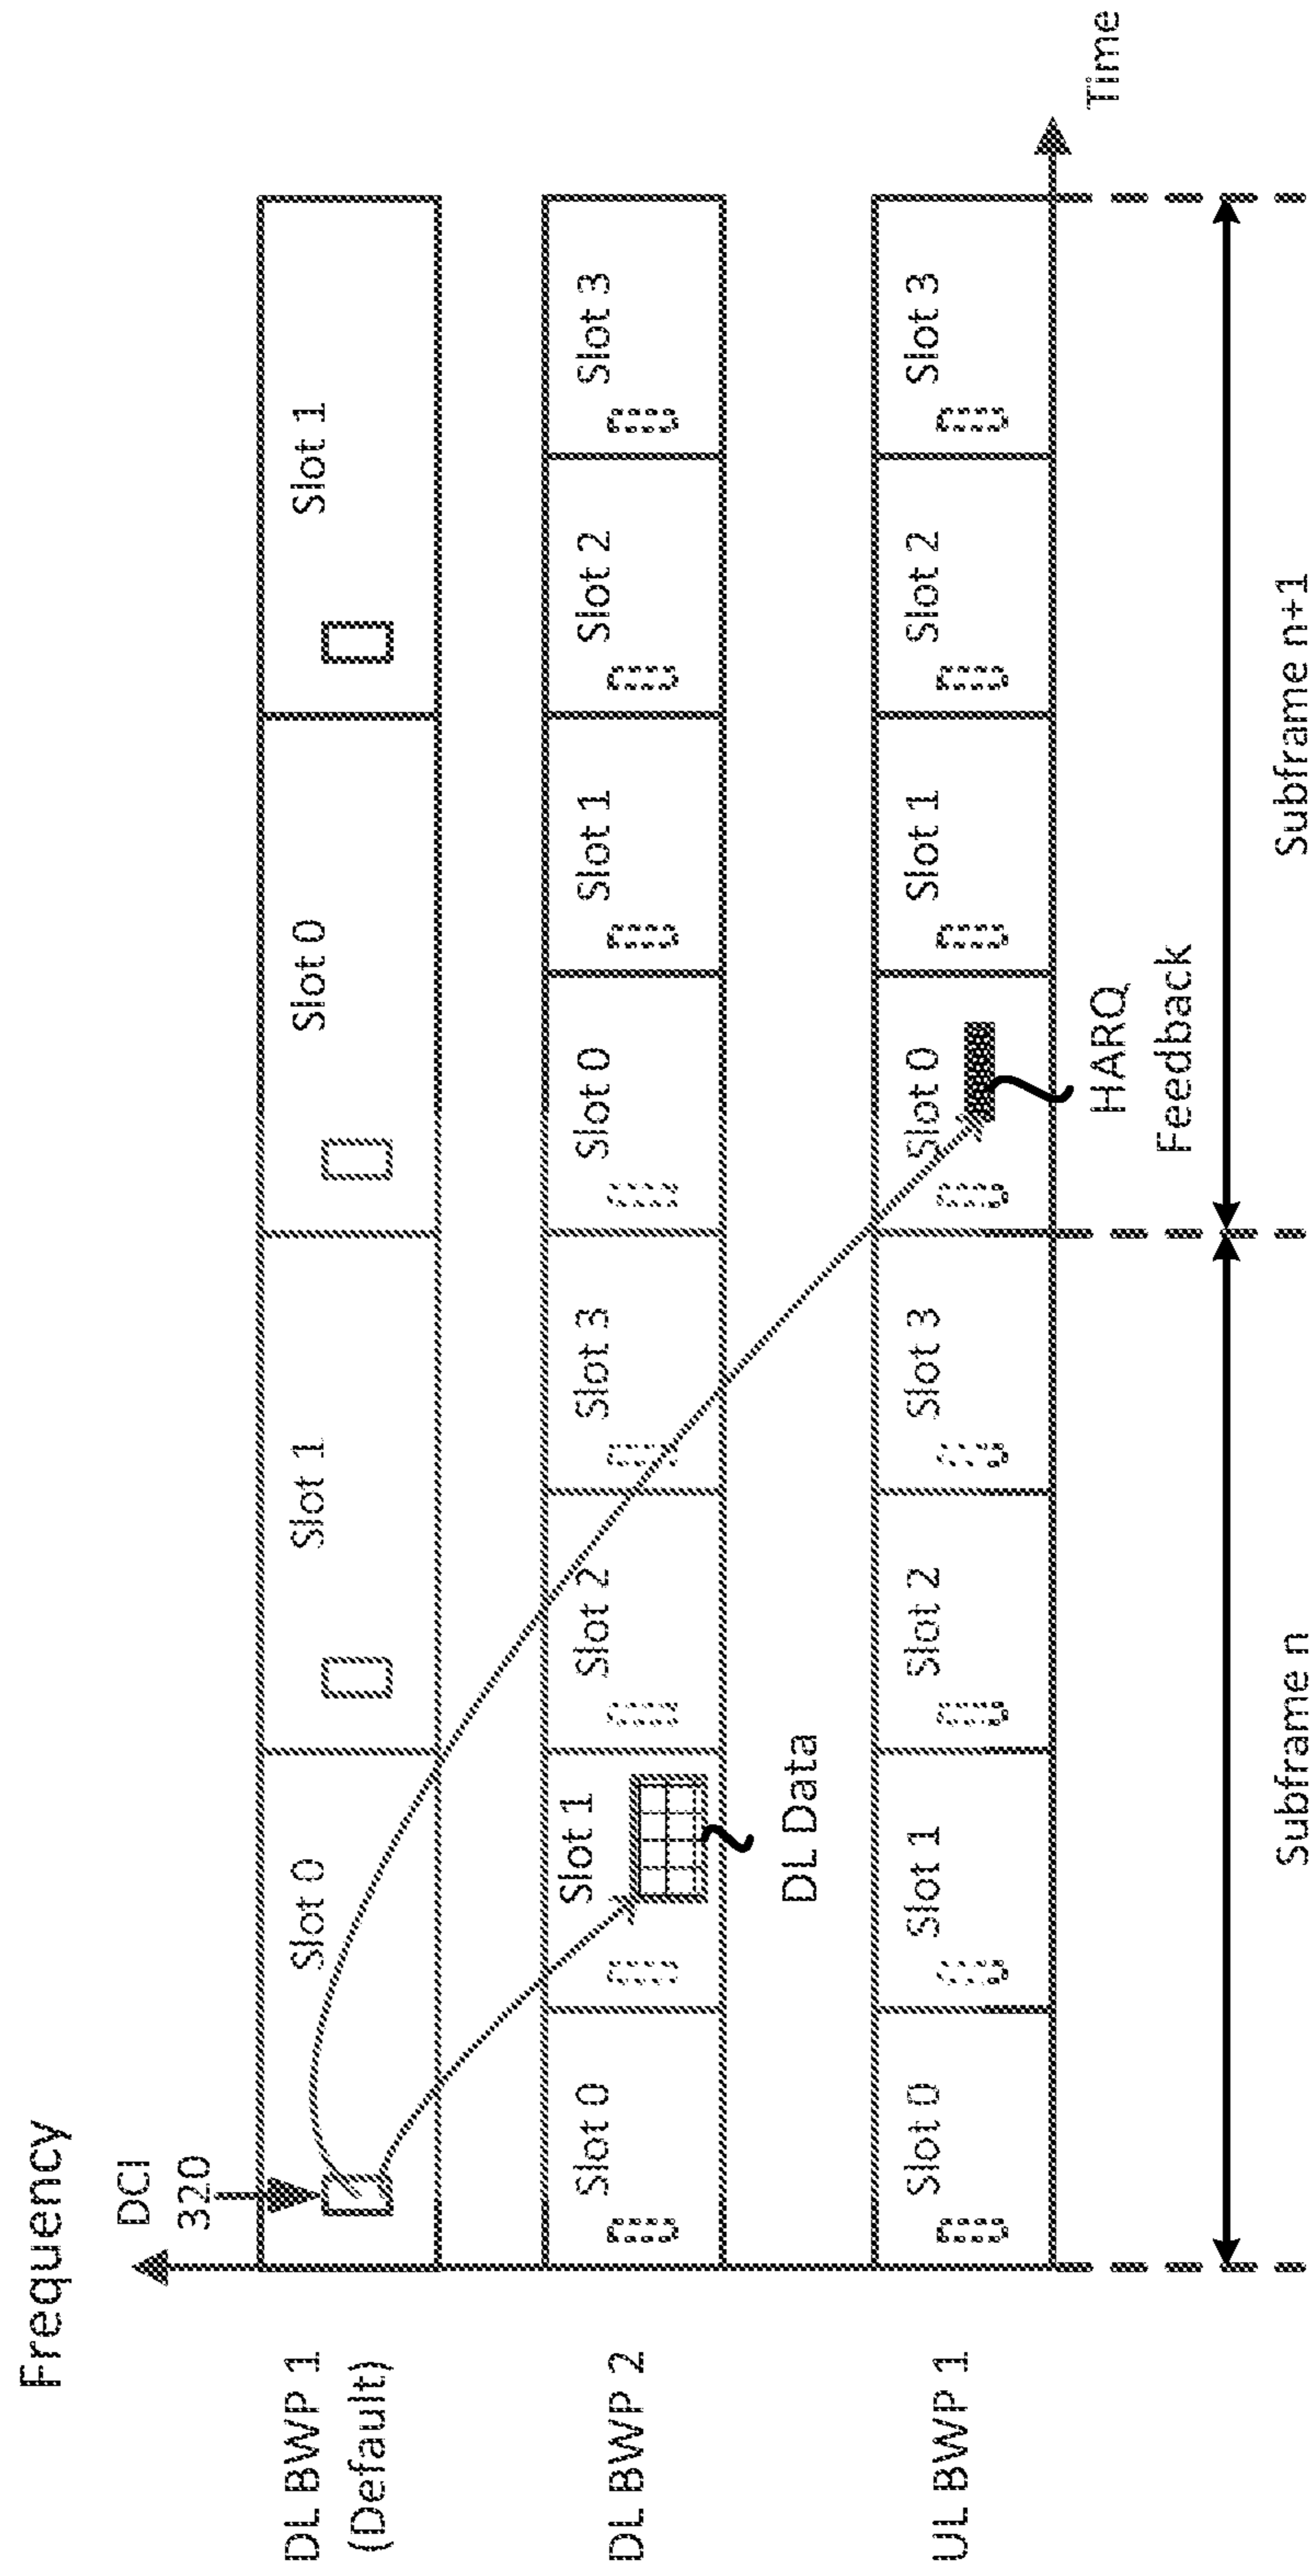 Frequency
DCI
320
DL BWP 1
(Default)
Slot 0
Slot 1
Slot 0
Slot 1
DL BWP 2
Slot 0
Slot 1
Slot 2
Slot 3
Slot 0
Slot 1
Slot 2
Slot 3
DL Data
UL BWP 1
Slot 0
Slot 1
Slot 2
Slot 3
Slot 0
Slot 1
Slot 2
Slot 3
Time
HARQ
Feedback
Subframe n
Subframe n+1